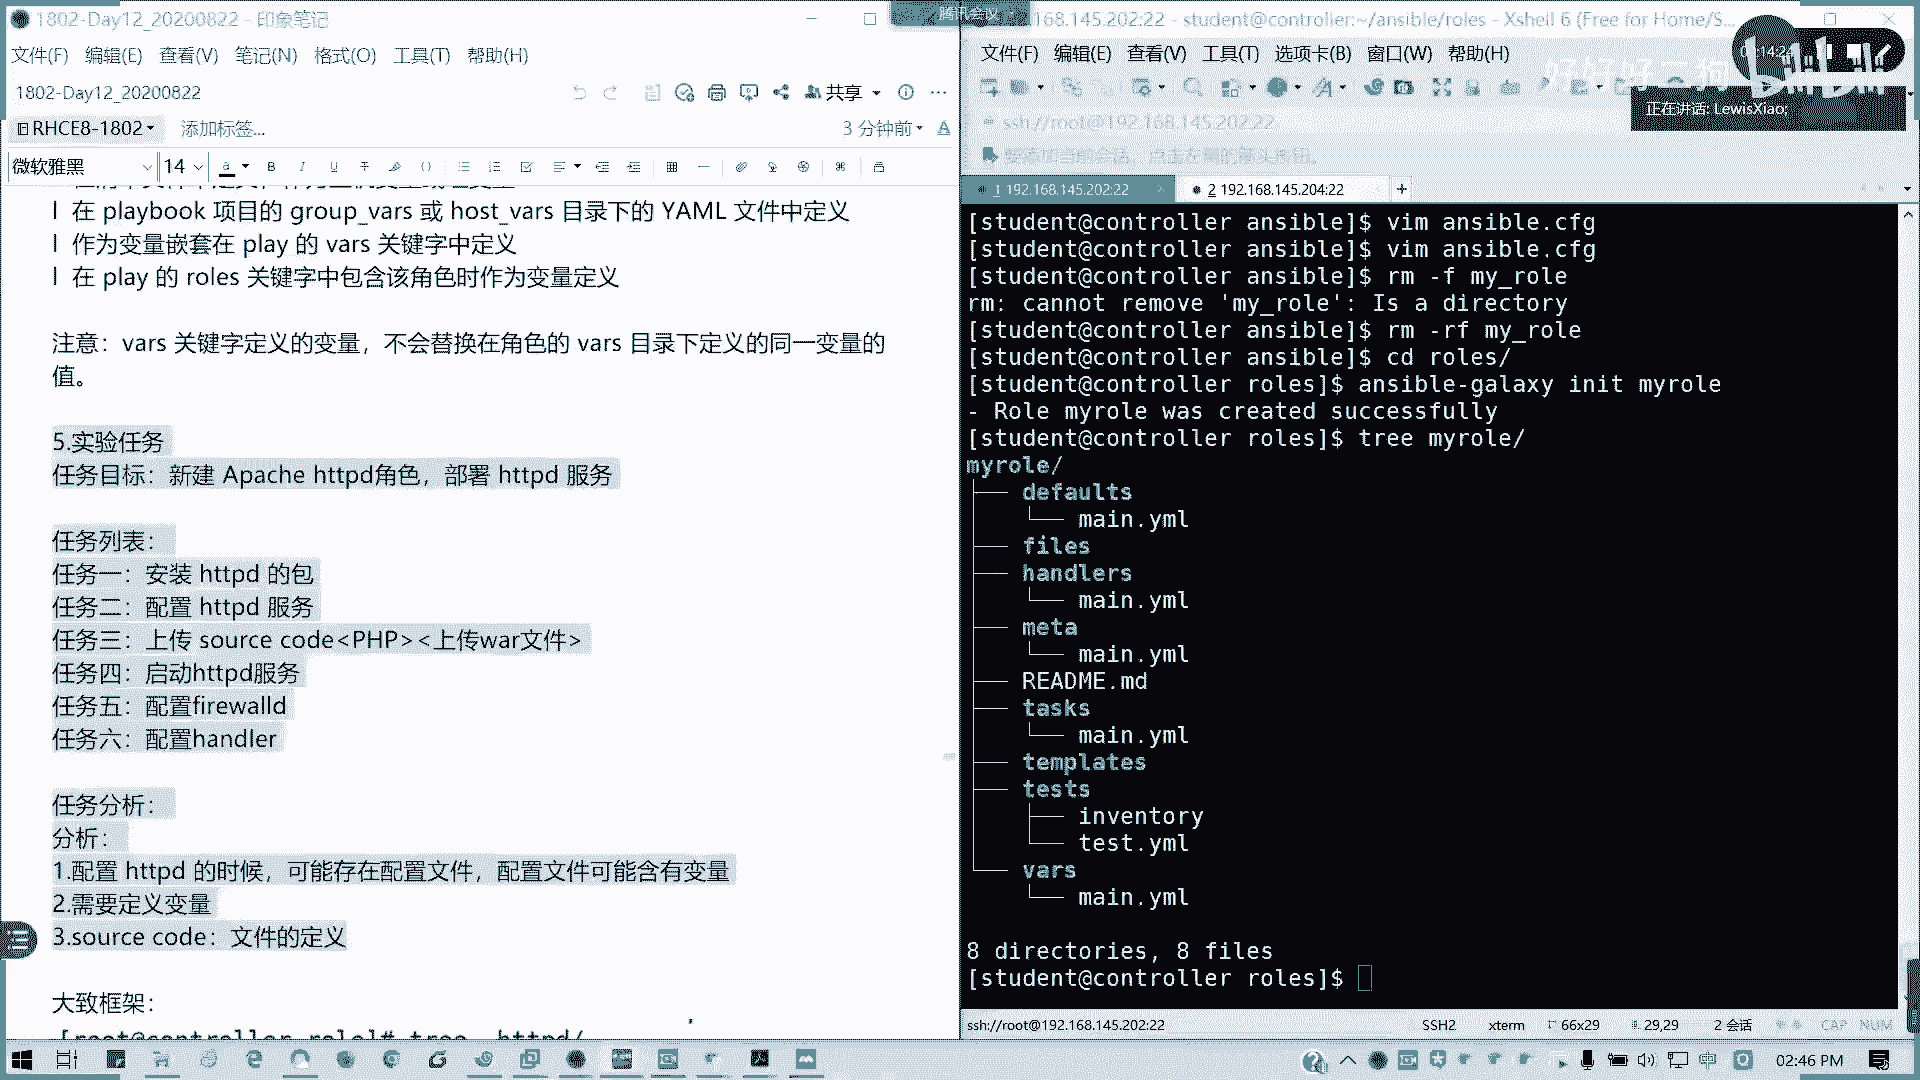 1802-Day12_20200822 - 印象笔记
文件(F) 编辑(E) 查看(V) 笔记(N) 格式(O) 工具(T) 帮助(H)
1802-Day12_20200822
共享
RHCE8-1802
添加标签...
3 分钟前
微软雅黑
14
l 在 playbook 项目的 group_vars 或 host_vars 目录下的 YAML 文件中定义
l 作为变量嵌套在 play 的 vars 关键字中定义
l 在 play 的 roles 关键字中包含该角色时作为变量定义
注意：vars 关键字定义的变量，不会替换在角色的 vars 目录下定义的同一变量的
值。
5.实验任务
任务目标：新建 Apache httpd角色，部署 httpd 服务
任务列表：
任务一：安装 httpd 的包
任务二：配置 httpd 服务
任务三：上传 source code<PHP><上传war文件>
任务四：启动httpd服务
任务五：配置firewalld
任务六：配置handler
任务分析：
分析：
1.配置 httpd 的时候，可能存在配置文件，配置文件可能含有变量
2.需要定义变量
3.source code：文件的定义
大致框架：
[root@controller role]# tree httpd/
腾讯会议
168.145.202:22 - student@controller:~/ansible/roles - Xshell 6 (Free for Home/S...
文件(F) 编辑(E) 查看(V) 工具(T) 选项卡(B) 窗口(W) 帮助(H)
正在讲话: LewisXiao;
ssh://root@192.168.145.202:22
要添加当前会话，点击左侧的箭头按钮。
1 192.168.145.202:22
2 192.168.145.204:22
[student@controller ansible]$ vim ansible.cfg
[student@controller ansible]$ vim ansible.cfg
[student@controller ansible]$ rm -f my_role
rm: cannot remove 'my_role': Is a directory
[student@controller ansible]$ rm -rf my_role
[student@controller ansible]$ cd roles/
[student@controller roles]$ ansible-galaxy init myrole
- Role myrole was created successfully
[student@controller roles]$ tree myrole/
myrole/
├── defaults
│   └── main.yml
├── files
├── handlers
│   └── main.yml
├── meta
│   └── main.yml
├── README.md
├── tasks
│   └── main.yml
├── templates
├── tests
│   ├── inventory
│   └── test.yml
└── vars
    └── main.yml
8 directories, 8 files
[student@controller roles]$
ssh://root@192.168.145.202:22
SSH2
xterm
66x29
29,29
2 会话
CAP NUM
中
02:46 PM